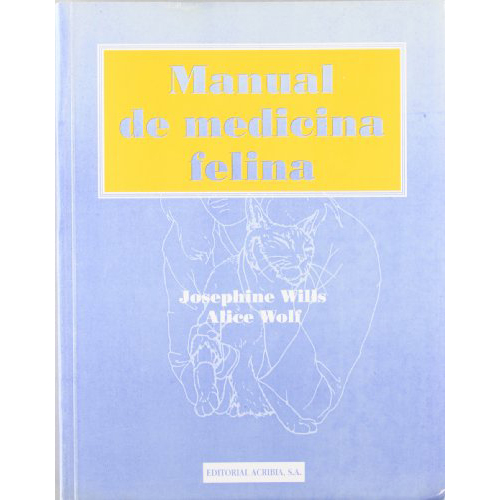 Manual
de medicina
felina
Josephine Wills
Alice Wolf
EDITORIAL ACRIBIA, S.A.